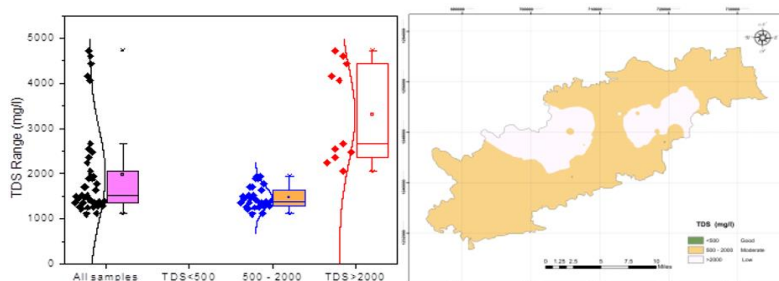 TDS Range (mg/l)
5000
4000
3000
2000
1000
0
All samples
TDS<500
500 - 2000
TDS>2000
TDS (mg/l)
<500 Good
500 - 2000 Moderate
>2000 Low
0 1.25 2.5 5 7.5 10
Miles